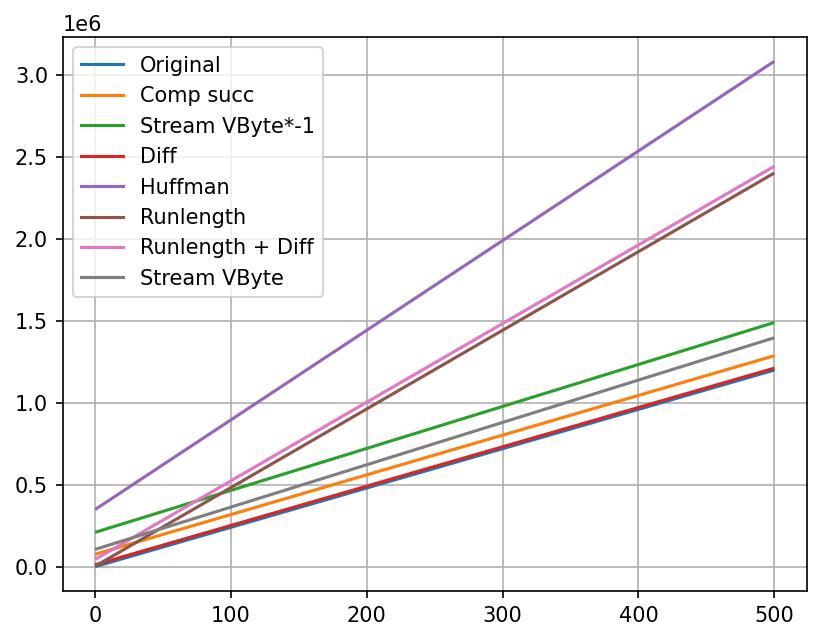 1e6
3.0
2.5
2.0
1.5
1.0
0.5
0.0
Original
Comp succ
Stream VByte*-1
Diff
Huffman
Runlength
Runlength + Diff
Stream VByte
0 100 200 300 400 500